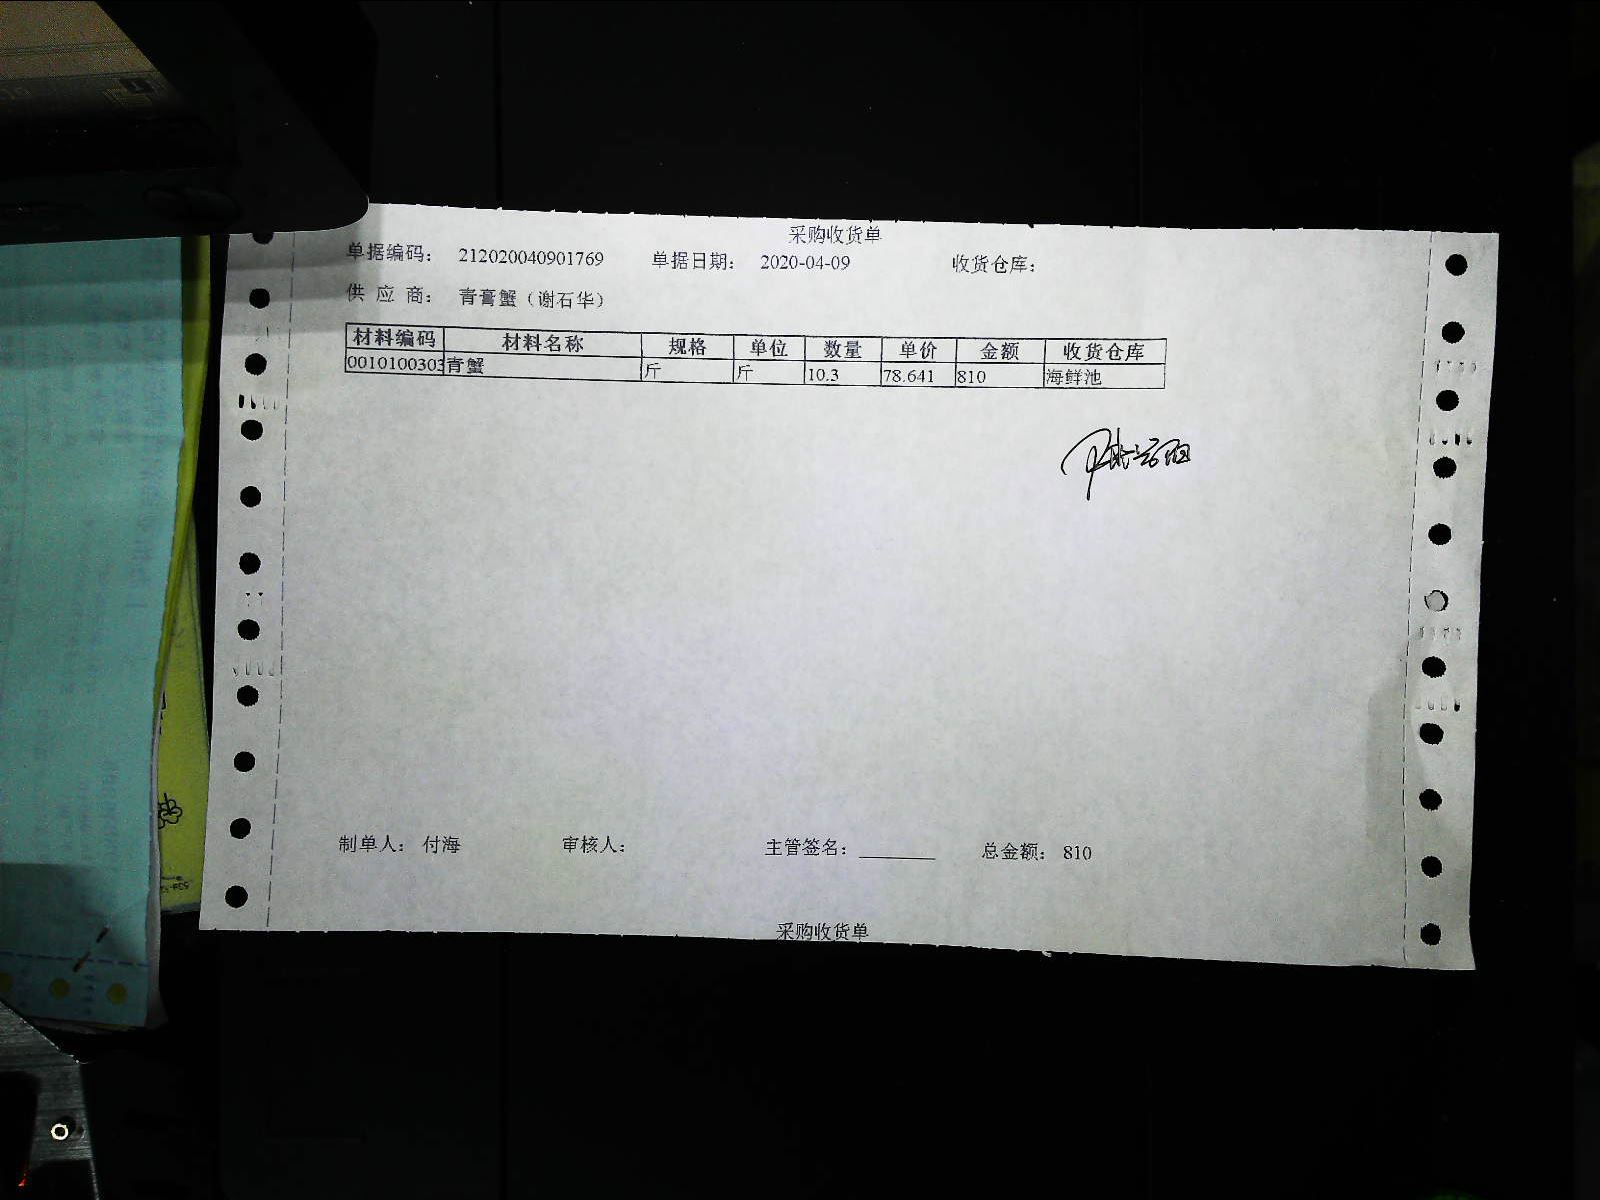 采购收货单
单据编码： 212020040901769 单据日期： 2020-04-09 收货仓库：
供 应 商： 青膏蟹（谢石华）
材料编码 材料名称 规格 单位 数量 单价 金额 收货仓库
0010100303 青蟹 斤 斤 10.3 78.641 810 海鲜池
制单人： 付海 审核人： 主管签名： 总金额： 810
采购收货单